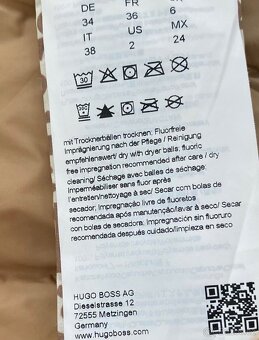 DE FR
34 36 6
IT US MX
38 2 24
30
mit Trocknerbällen trocknen; Fluorfreie
Imprägnierung nach der Pflege / Reinigung
empfehlenswert/ dry with dryer balls; fluoric
free impregnation recommended after care / dry
cleaning/ Séchage avec balles de séchage;
Imperméabiliser sans fluor après
l'entretien/nettoyage à sec/ Secar con bolas de
secado; Impregnação livre de fluoretos
recomendada após manutenção/lavar à seco/ Secar
con bolas de secadora. Impregnación sin fluoruro
recomendada después cuidado/limpieza en seco
HUGO BOSS AG
Dieselstrasse 12
72555 Metzingen
Germany
www.hugoboss.com